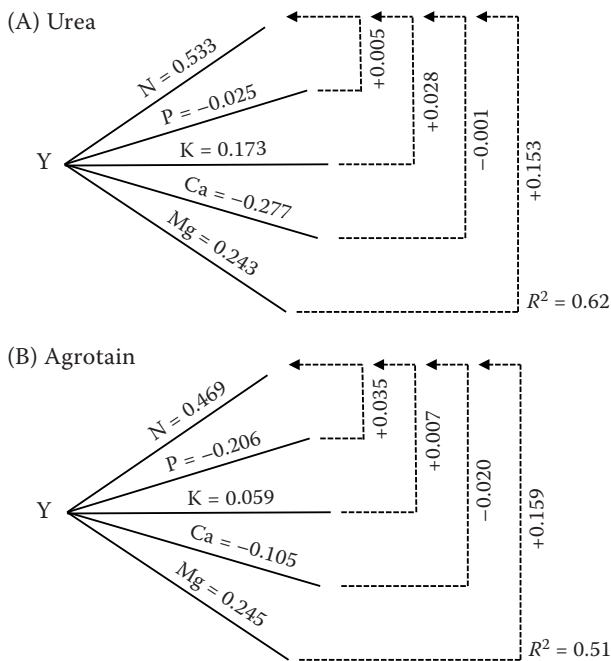 (A) Urea
N = 0.533
P = −0.025
Y
K = 0.173
Ca = −0.277
Mg = 0.243
+0.005
+0.028
−0.001
+0.153
R² = 0.62
(B) Agrotain
N = 0.469
P = −0.206
Y
K = 0.059
Ca = −0.105
Mg = 0.245
+0.035
+0.007
−0.020
+0.159
R² = 0.51